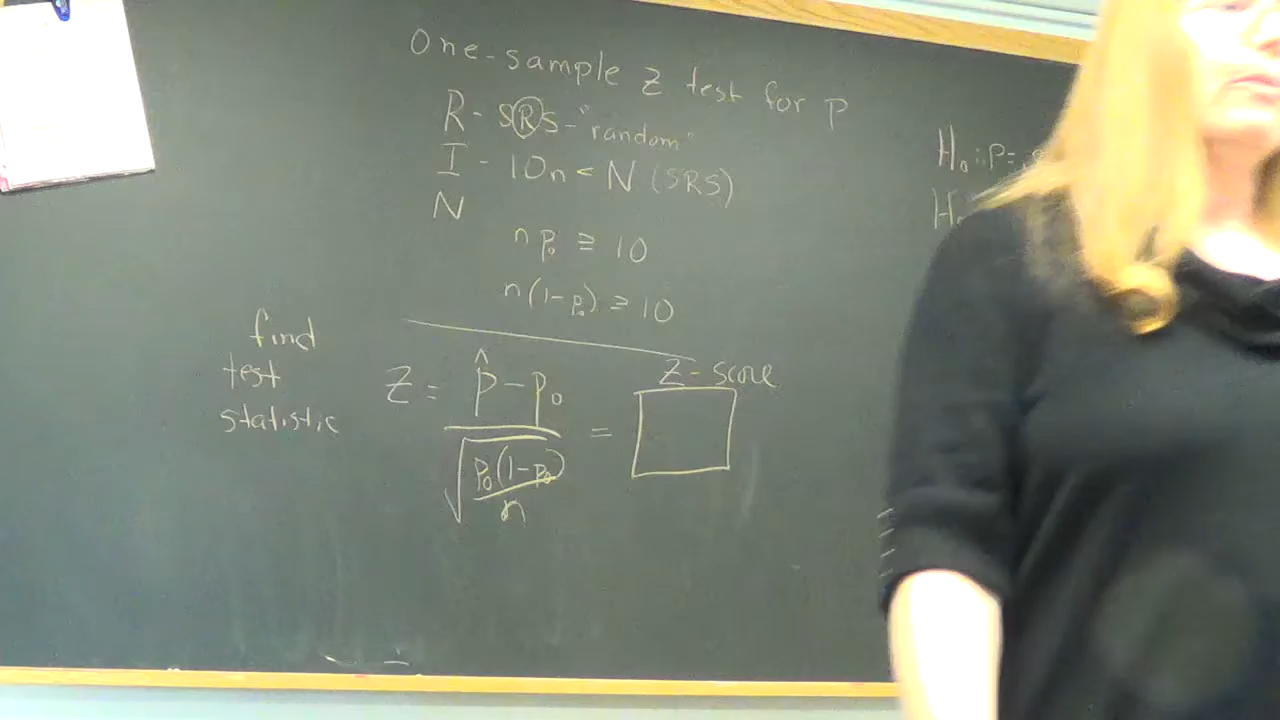 One-sample Z test for p
R - SRS - "random"
I - 10n < N (SRS)
N
np₀ ≥ 10
n(1-p₀) ≥ 10
find
test
statistic
Z = p̂ - p₀ / √(p₀(1-p₀)/n) =
Z-score
H₀: p =
H